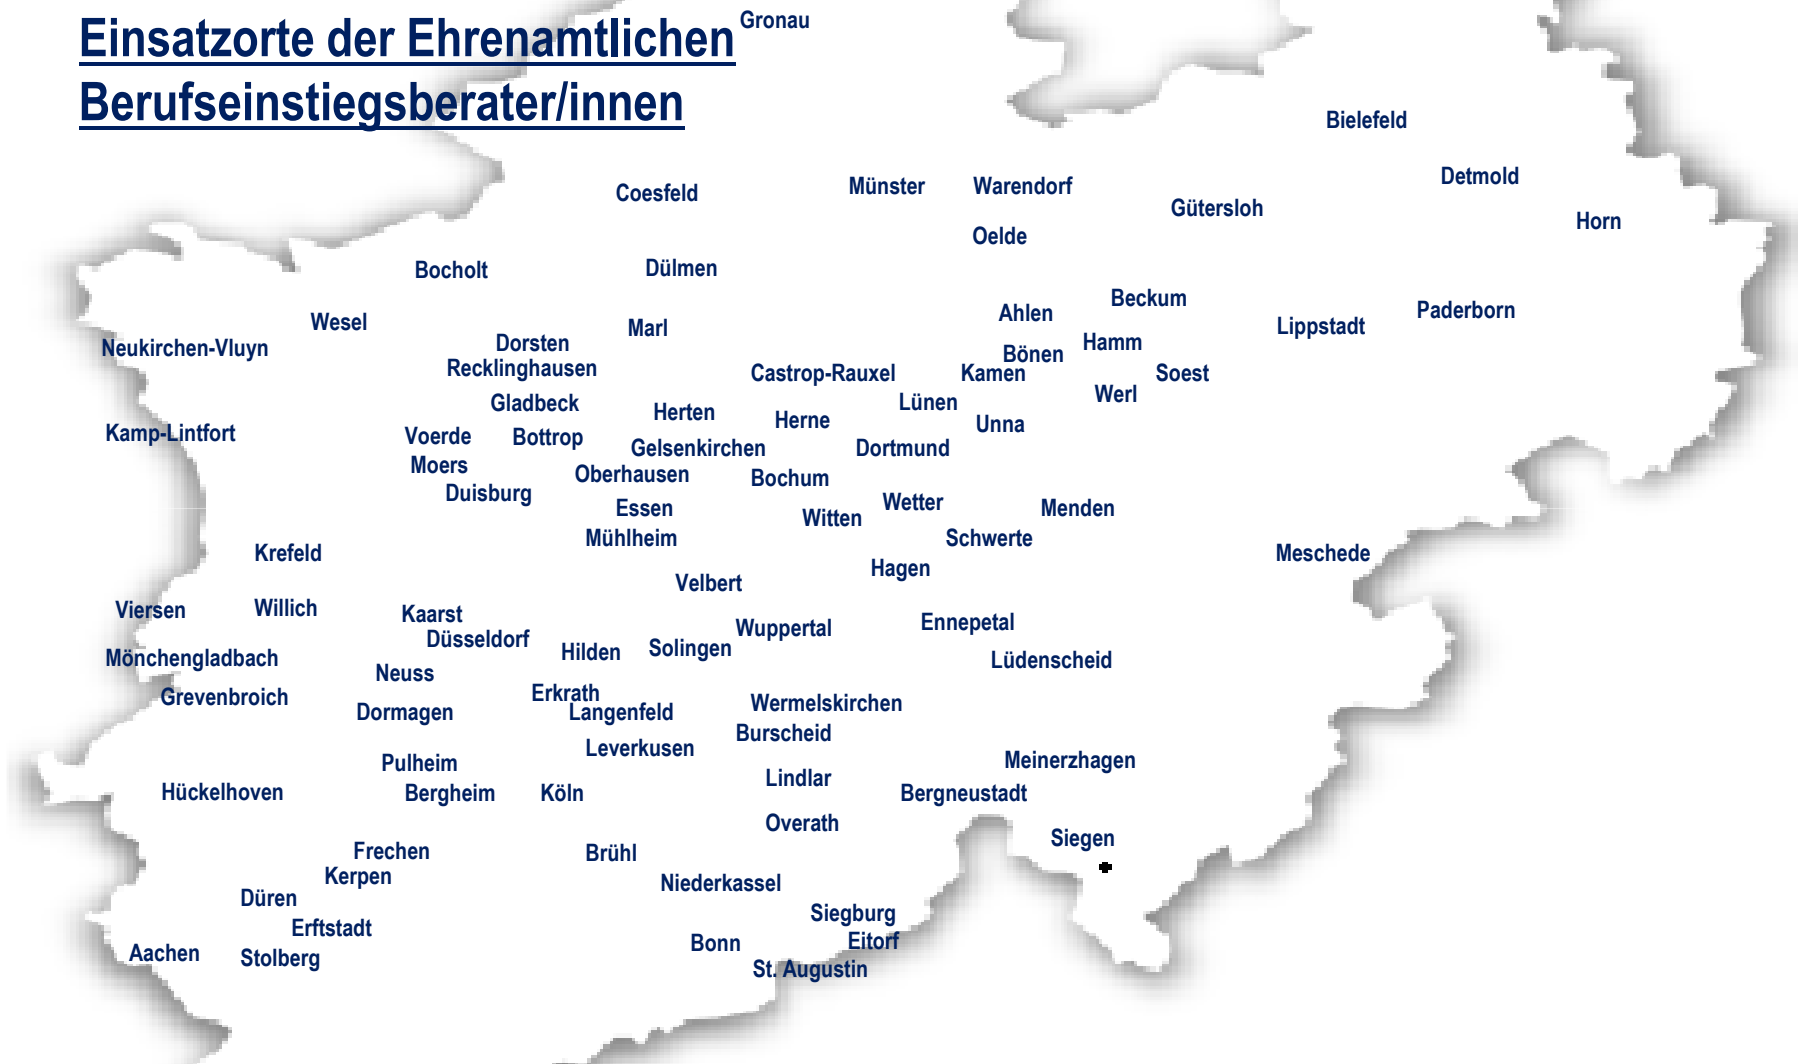 Einsatzorte der Ehrenamtlichen
Berufseinstiegsberater/innen
Gronau
Bielefeld
Detmold
Coesfeld
Münster
Warendorf
Gütersloh
Horn
Oelde
Bocholt
Dülmen
Beckum
Ahlen
Paderborn
Wesel
Marl
Lippstadt
Neukirchen-Vluyn
Dorsten
Hamm
Bönen
Recklinghausen
Castrop-Rauxel
Kamen
Soest
Werl
Gladbeck
Herten
Lünen
Herne
Unna
Kamp-Lintfort
Voerde
Bottrop
Gelsenkirchen
Dortmund
Moers
Oberhausen
Bochum
Duisburg
Essen
Wetter
Menden
Witten
Mühlheim
Schwerte
Krefeld
Meschede
Hagen
Velbert
Viersen
Willich
Kaarst
Wuppertal
Ennepetal
Düsseldorf
Hilden
Solingen
Mönchengladbach
Lüdenscheid
Neuss
Grevenbroich
Erkrath
Wermelskirchen
Dormagen
Langenfeld
Burscheid
Leverkusen
Pulheim
Meinerzhagen
Lindlar
Hückelhoven
Bergheim
Köln
Bergneustadt
Overath
Siegen
Frechen
Brühl
Kerpen
Niederkassel
Düren
Siegburg
Erftstadt
Eitorf
Bonn
Aachen
Stolberg
St. Augustin